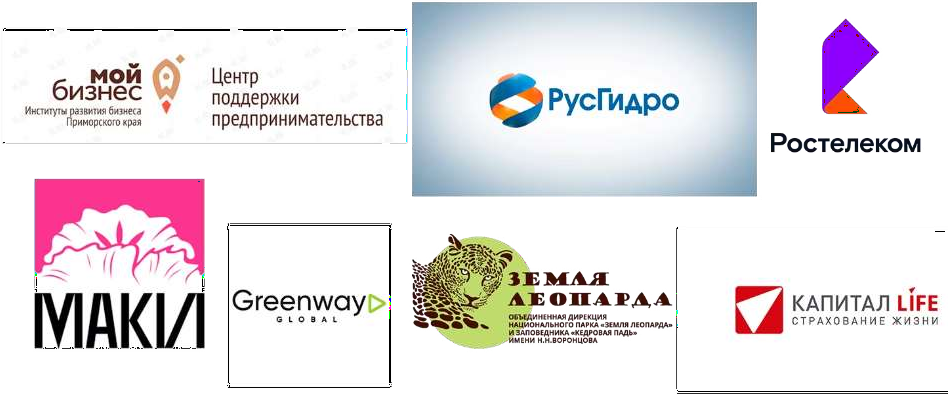 мой
бизнес
Институты развития бизнеса
Приморского края
Центр
поддержки
предпринимательства
РусГидро
Ростелеком
МАКИ
Greenway
GLOBAL
ЗЕМЛЯ
ЛЕОПАРДА
ОБЪЕДИНЕННАЯ ДИРЕКЦИЯ
НАЦИОНАЛЬНОГО ПАРКА «ЗЕМЛЯ ЛЕОПАРДА»
И ЗАПОВЕДНИКА «КЕДРОВАЯ ПАДЬ»
ИМЕНИ Н.Н.ВОРОНЦОВА
КАПИТАЛ LIFE
СТРАХОВАНИЕ ЖИЗНИ